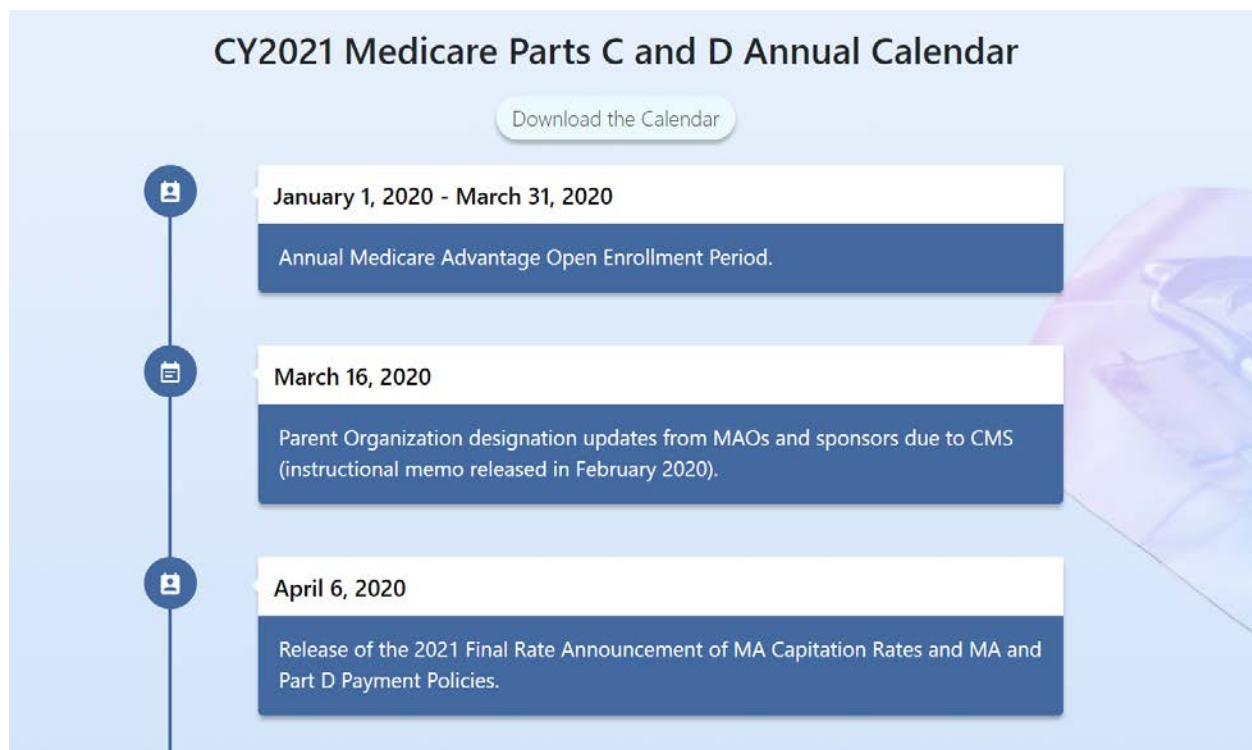 CY2021 Medicare Parts C and D Annual Calendar
Download the Calendar
January 1, 2020 - March 31, 2020
Annual Medicare Advantage Open Enrollment Period.
March 16, 2020
Parent Organization designation updates from MAOs and sponsors due to CMS
(instructional memo released in February 2020).
April 6, 2020
Release of the 2021 Final Rate Announcement of MA Capitation Rates and MA and
Part D Payment Policies.